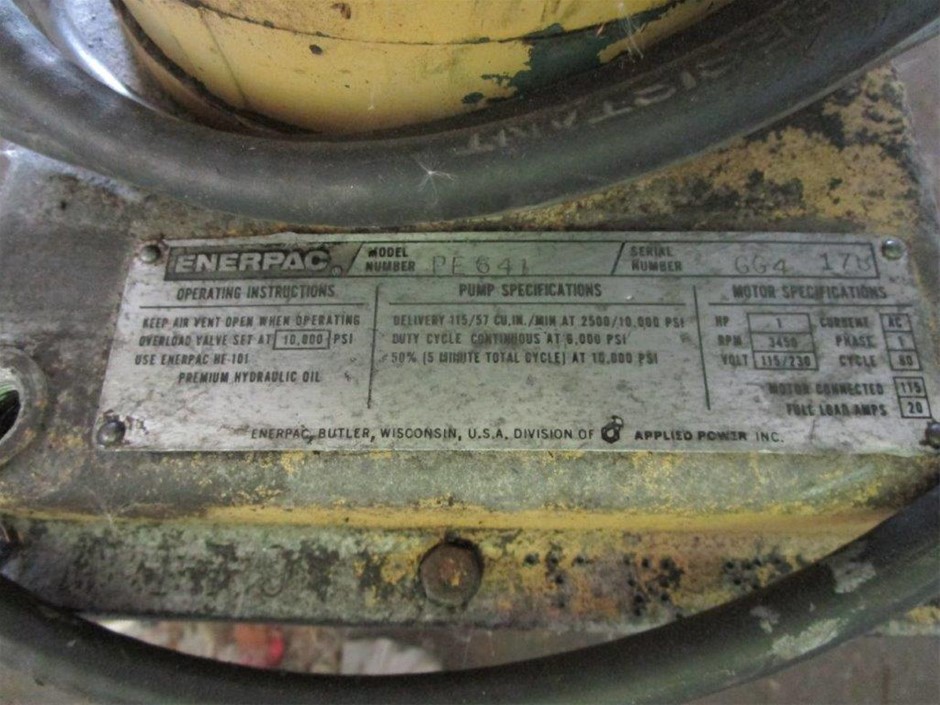 RESISTANT
ENERPAC MODEL NUMBER PE641 SERIAL NUMBER GG4 178
OPERATING INSTRUCTIONS
KEEP AIR VENT OPEN WHEN OPERATING
OVERLOAD VALVE SET AT 10,000 PSI
USE ENERPAC HF-101
PREMIUM HYDRAULIC OIL
PUMP SPECIFICATIONS
DELIVERY 115/57 CU.IN./MIN AT 2500/10,000 PSI
DUTY CYCLE CONTINUOUS AT 6,000 PSI
50% (5 MINUTE TOTAL CYCLE) AT 10,000 PSI
MOTOR SPECIFICATIONS
HP 1 CURRENT AC
RPM 3450 PHASE 1
VOLT 115/230 CYCLE 60
MOTOR CONNECTED 115
FULL LOAD AMPS 20
ENERPAC, BUTLER, WISCONSIN, U.S.A. DIVISION OF APPLIED POWER INC.